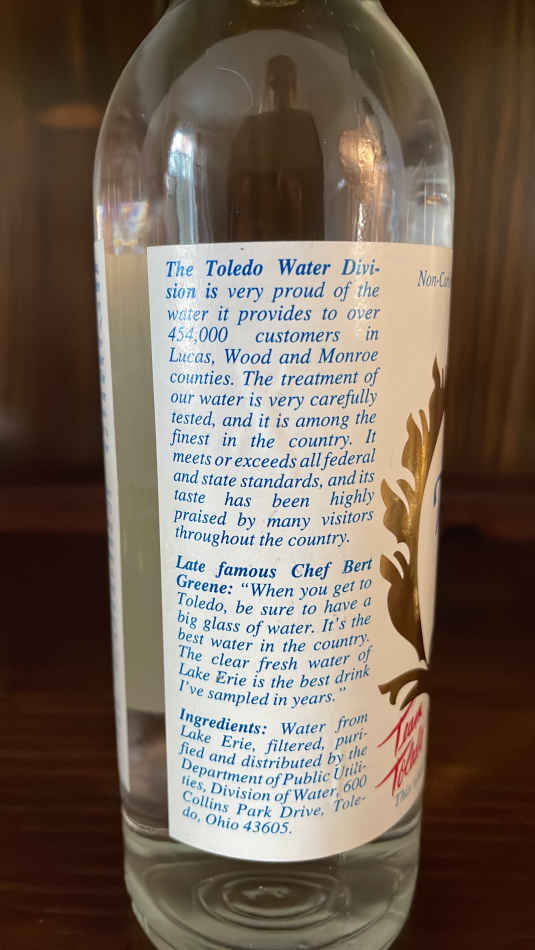 The Toledo Water Divi-
sion is very proud of the
water it provides to over
454,000 customers in
Lucas, Wood and Monroe
counties. The treatment of
our water is very carefully
tested, and it is among the
finest in the country. It
meets or exceeds all federal
and state standards, and its
taste has been highly
praised by many visitors
throughout the country.
Late famous Chef Bert
Greene: “When you get to
Toledo, be sure to have a
big glass of water. It’s the
best water in the country.
The clear fresh water of
Lake Erie is the best drink
I’ve sampled in years.”
Ingredients: Water from
Lake Erie, filtered, puri-
fied and distributed by the
Department of Public Utili-
ties, Division of Water, 600
Collins Park Drive, Tole-
do, Ohio 43605.
Team
Toledo